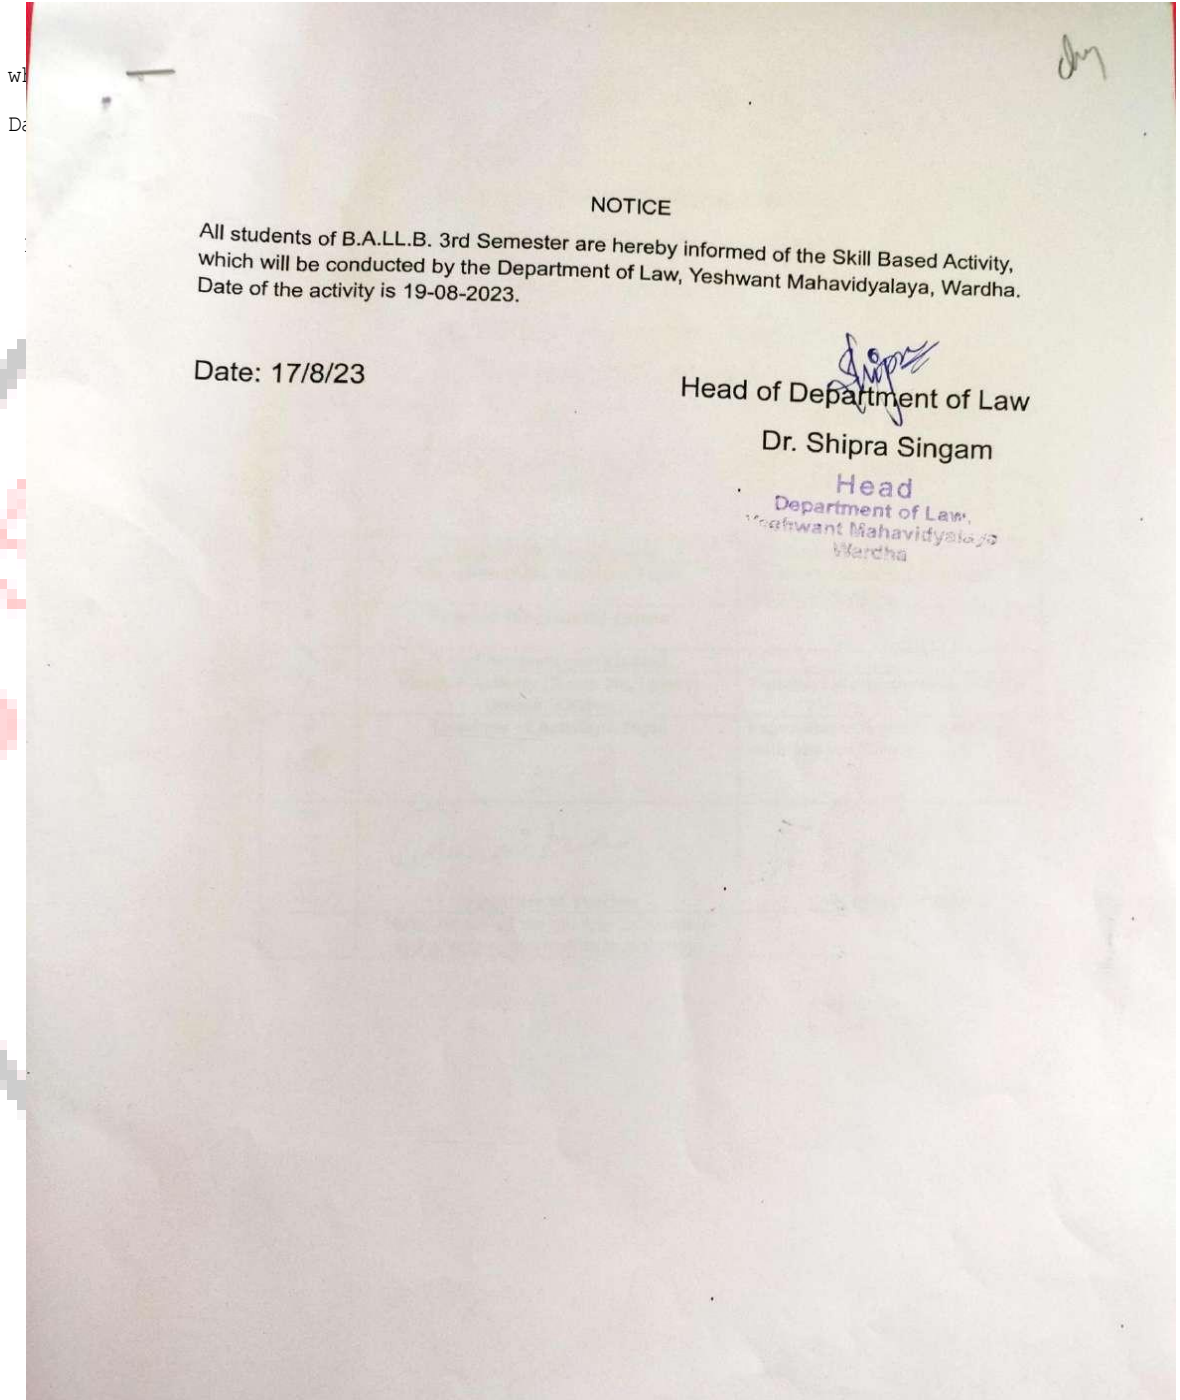 NOTICE
All students of B.A.LL.B. 3rd Semester are hereby informed of the Skill Based Activity,
which will be conducted by the Department of Law, Yeshwant Mahavidyalaya, Wardha.
Date of the activity is 19-08-2023.
Date: 17/8/23
Head of Department of Law
Dr. Shipra Singam
Head
Department of Law,
Yeshwant Mahavidyalaya
Wardha